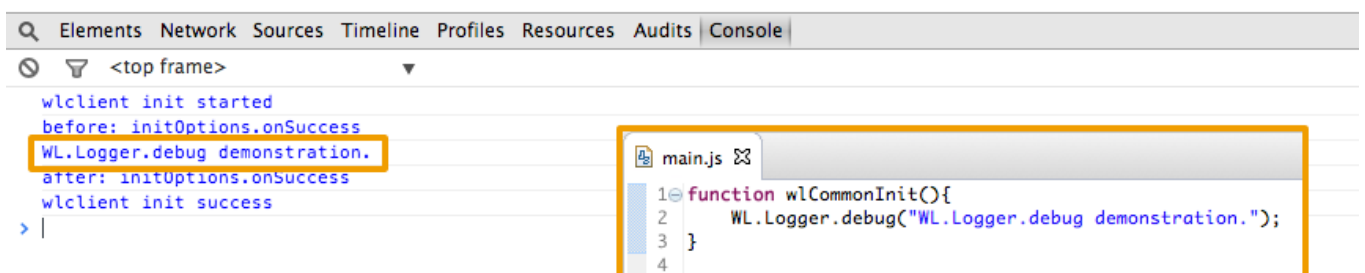 Elements Network Sources Timeline Profiles Resources Audits Console
<top frame> ▼
wlclient init started
before: initOptions.onSuccess
WL.Logger.debug demonstration.
after: initOptions.onSuccess
wlclient init success
>
main.js
1 function wlCommonInit(){
2 WL.Logger.debug("WL.Logger.debug demonstration.");
3 }
4